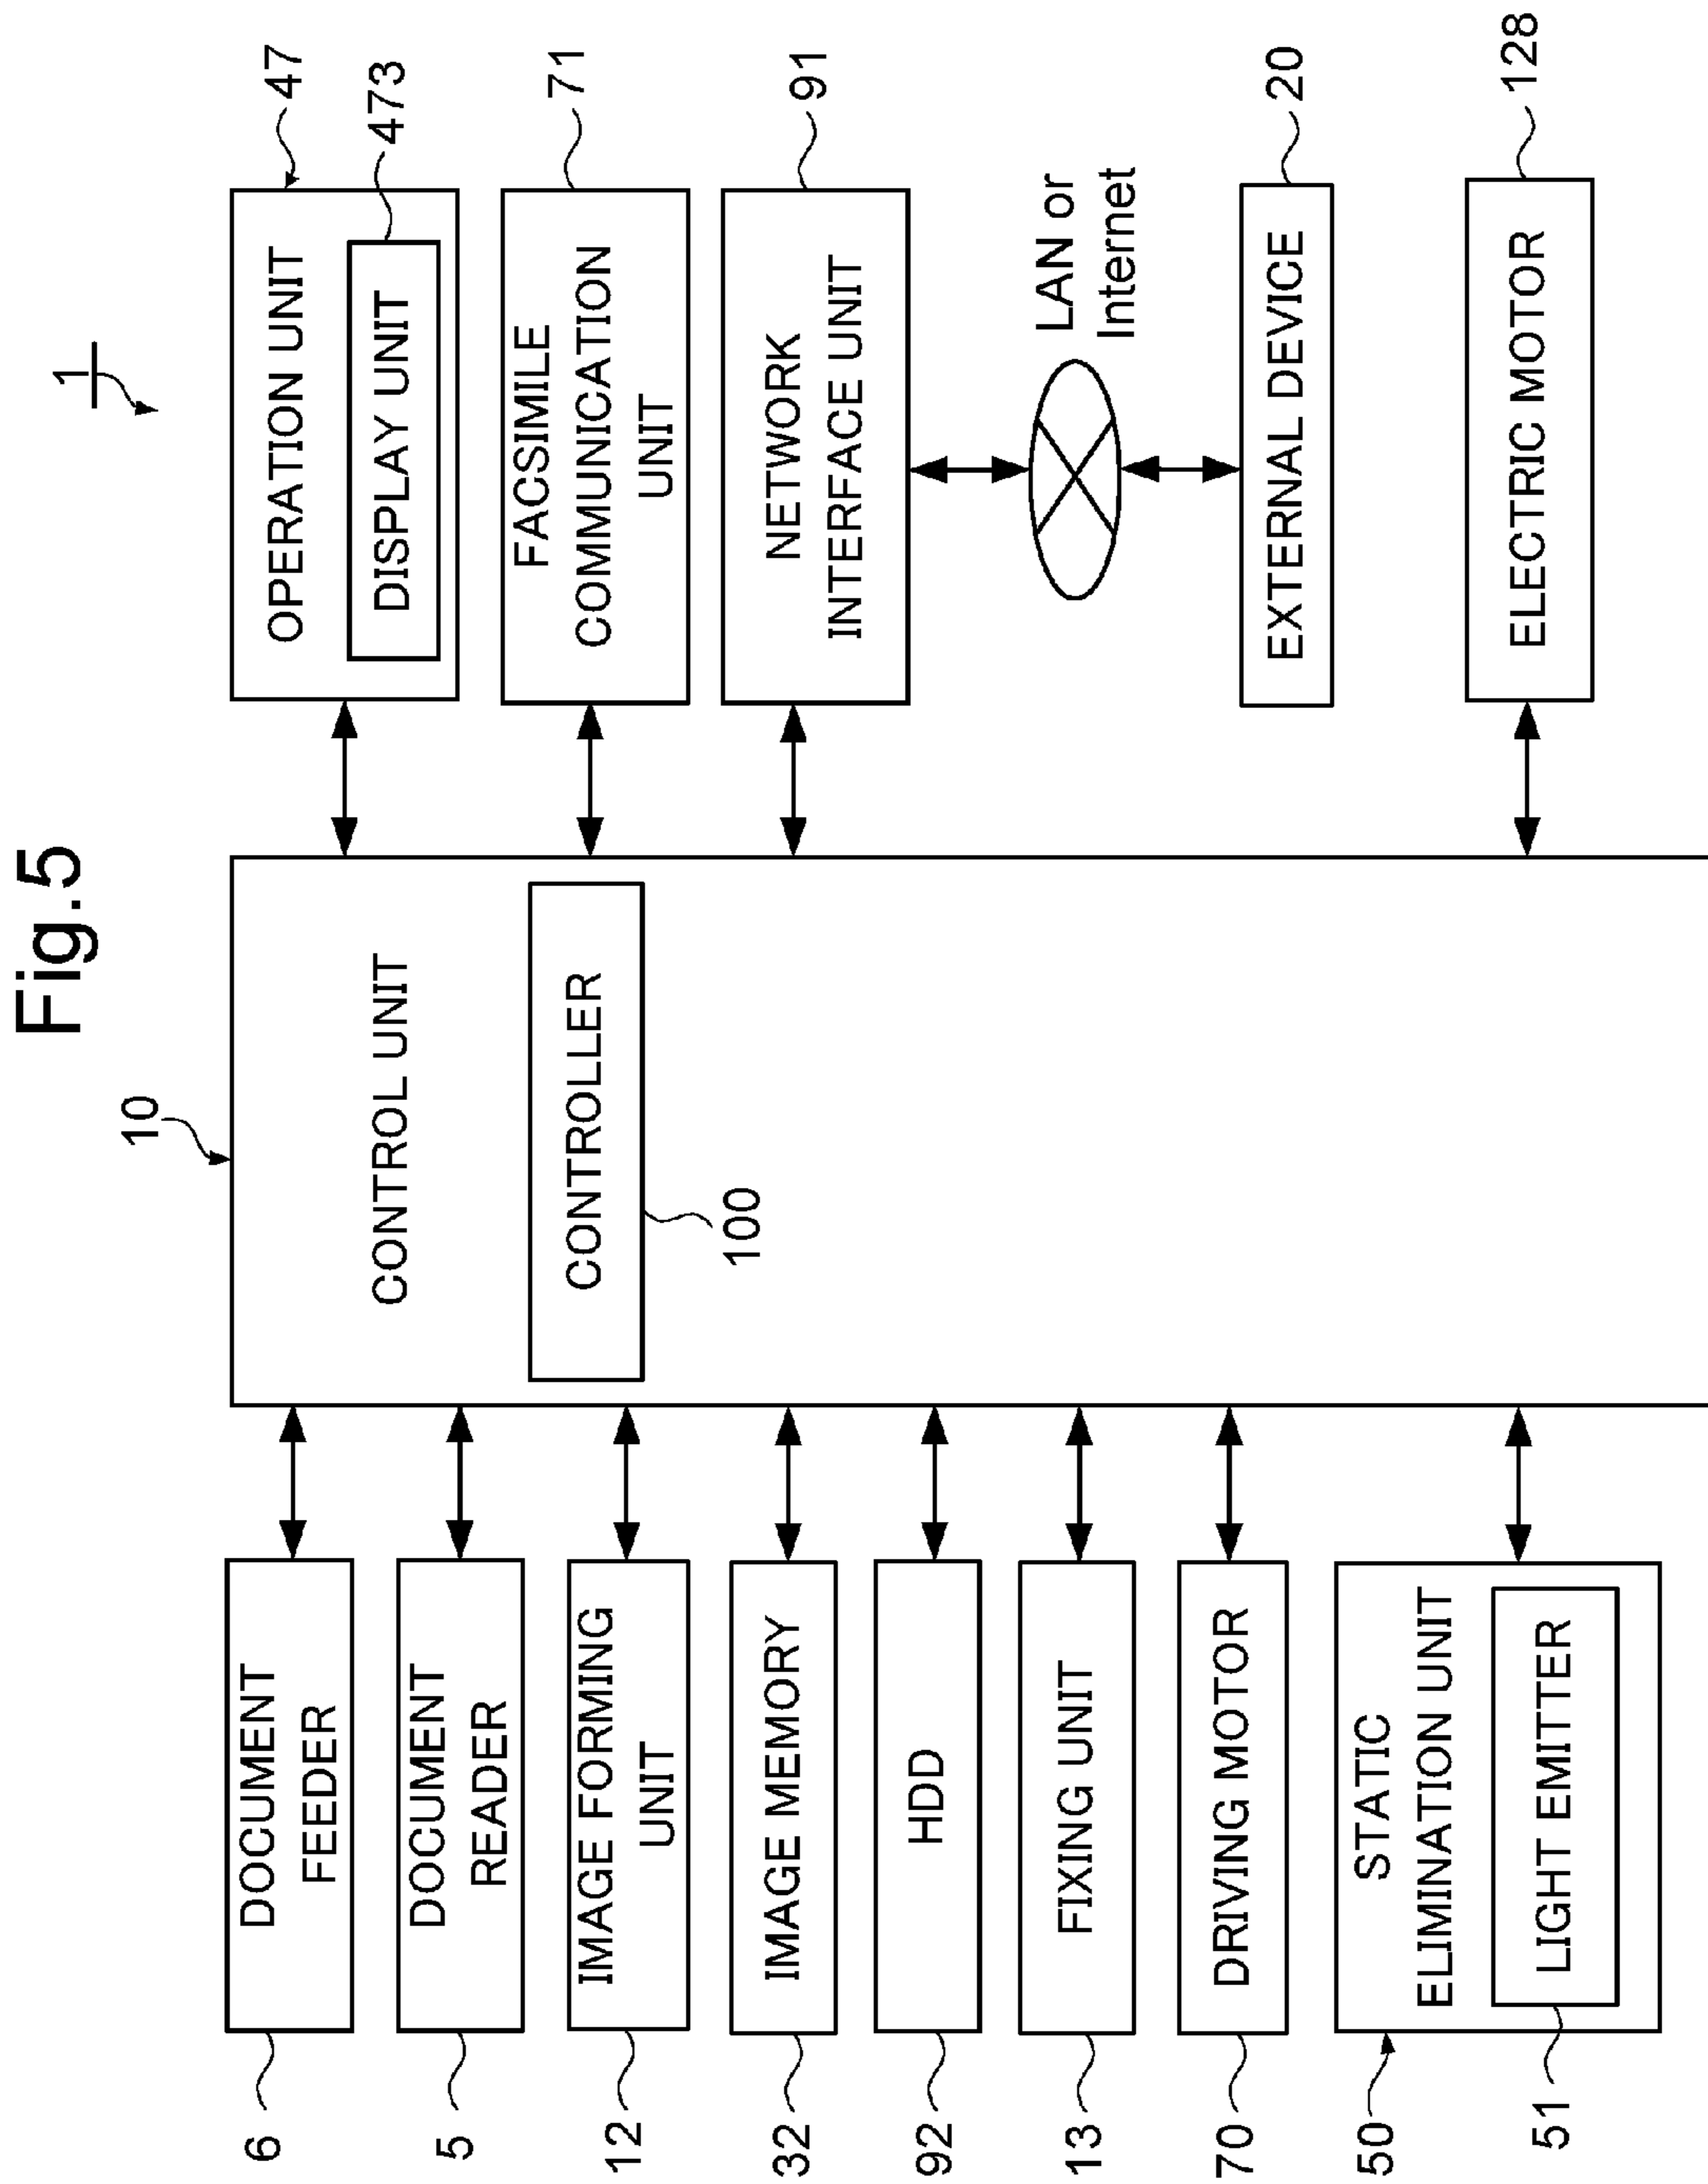 Fig.5
1
10
CONTROL UNIT
CONTROLLER
100
6
DOCUMENT
FEEDER
5
DOCUMENT
READER
12
IMAGE FORMING
UNIT
32
IMAGE MEMORY
92
HDD
13
FIXING UNIT
70
DRIVING MOTOR
50
STATIC
ELIMINATION UNIT
51
LIGHT EMITTER
OPERATION UNIT
47
DISPLAY UNIT
473
FACSIMILE
COMMUNICATION
UNIT
71
NETWORK
INTERFACE UNIT
91
LAN or
Internet
EXTERNAL DEVICE
20
ELECTRIC MOTOR
128